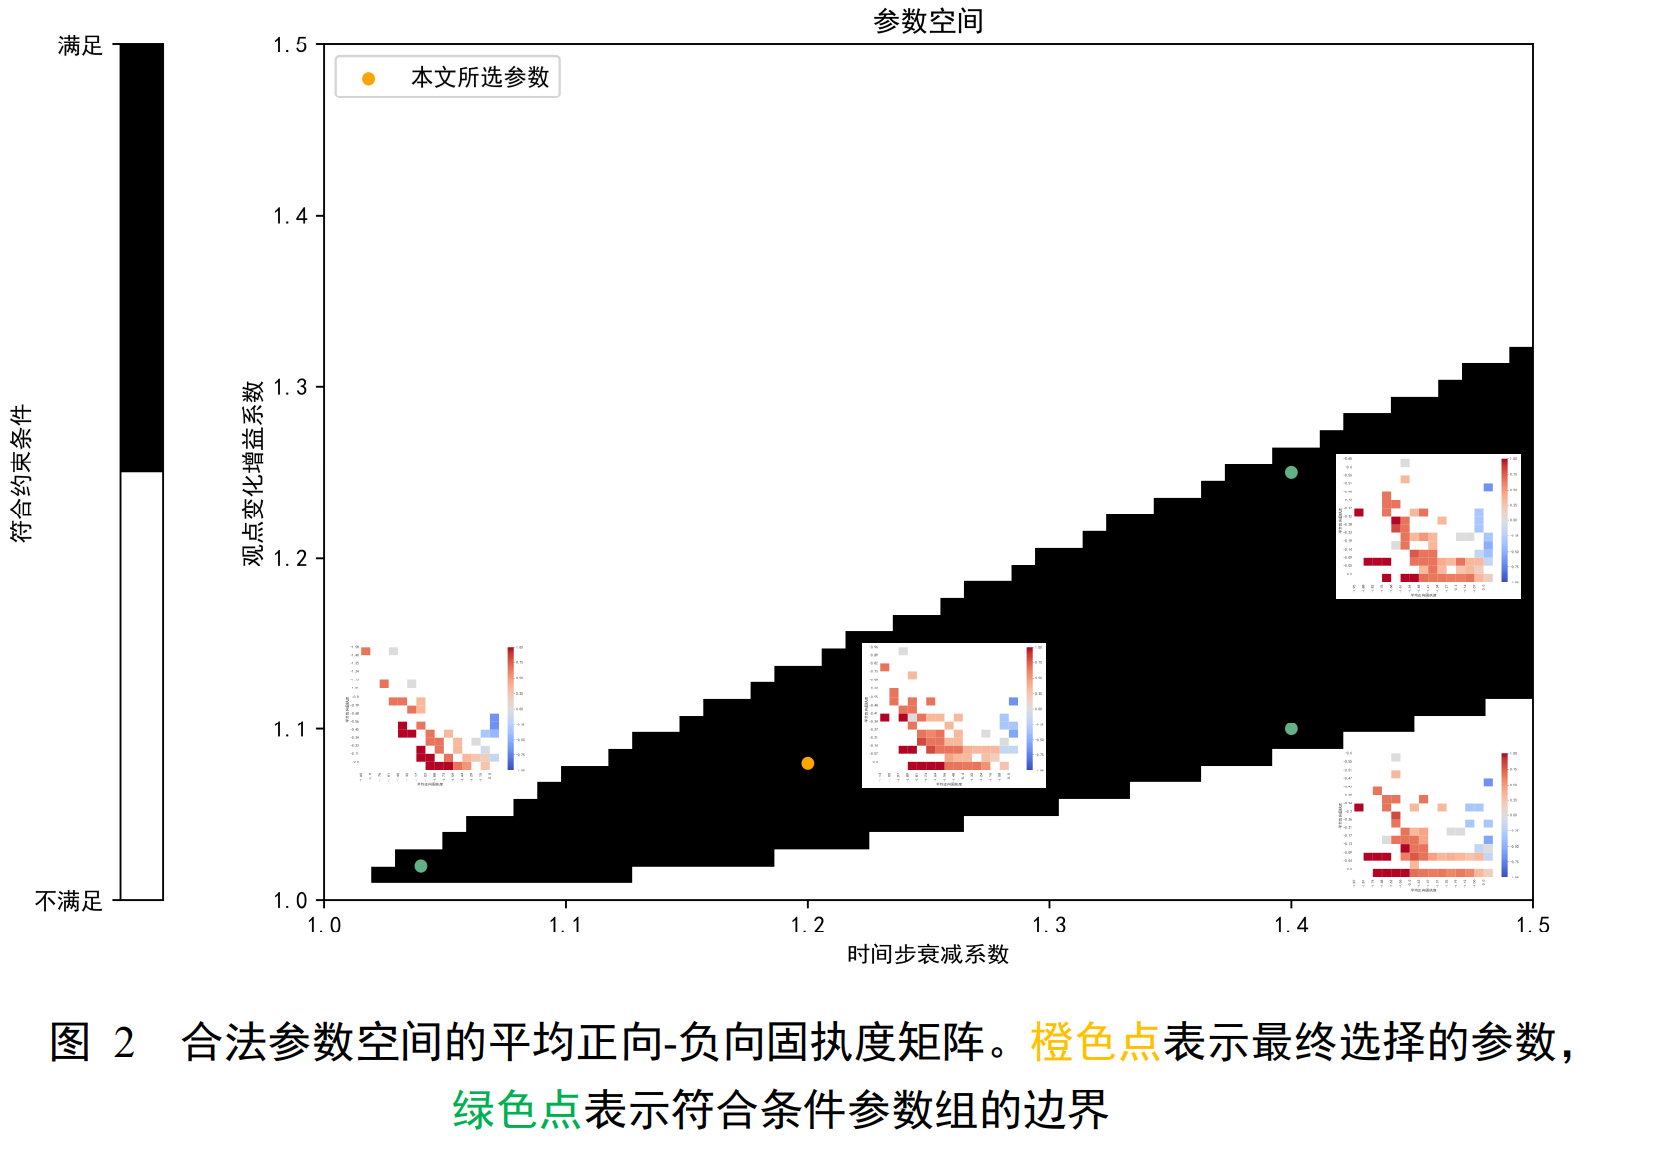 参数空间
满足
不满足
符合约束条件
本文所选参数
1.5
1.4
1.3
1.2
1.1
1.0
观点变化增益系数
1.0 1.1 1.2 1.3 1.4 1.5
时间步衰减系数
图 2 合法参数空间的平均正向-负向固执度矩阵。橙色点表示最终选择的参数，
绿色点表示符合条件参数组的边界